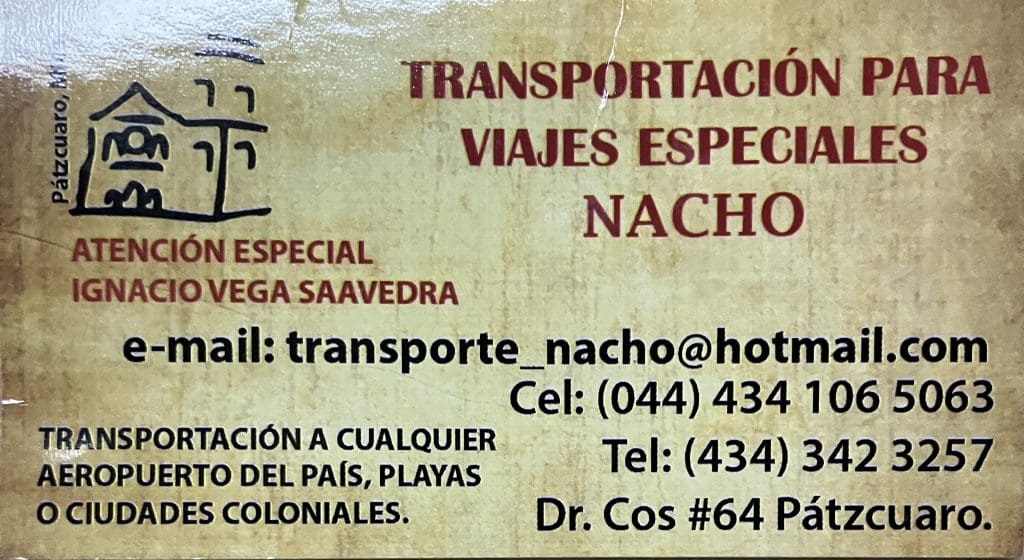 Pátzcuaro,
TRANSPORTACIÓN PARA
VIAJES ESPECIALES
NACHO
ATENCIÓN ESPECIAL
IGNACIO VEGA SAAVEDRA
e-mail: transporte_nacho@hotmail.com
Cel: (044) 434 106 5063
Tel: (434) 342 3257
Dr. Cos #64 Pátzcuaro.
TRANSPORTACIÓN A CUALQUIER
AEROPUERTO DEL PAÍS, PLAYAS
O CIUDADES COLONIALES.